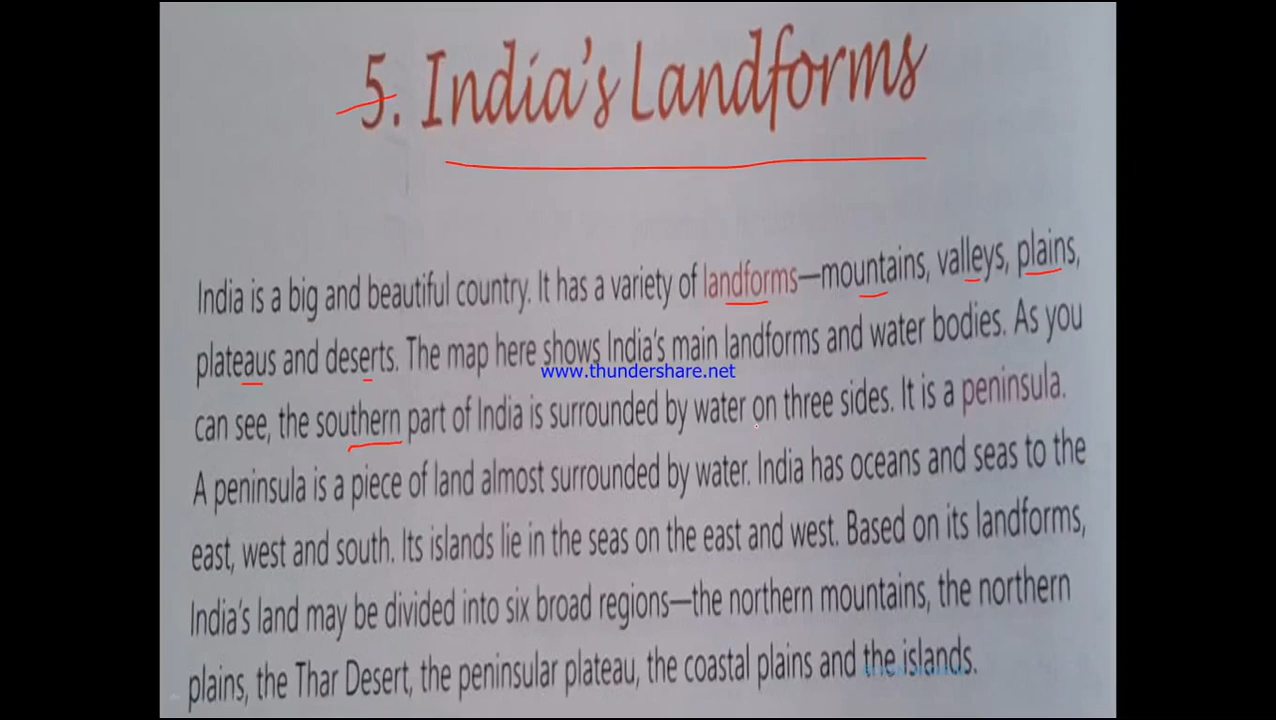 5. India's Landforms
India is a big and beautiful country. It has a variety of landforms—mountains, valleys, plains,
plateaus and deserts. The map here shows India's main landforms and water bodies. As you
www.thundershare.net
can see, the southern part of India is surrounded by water on three sides. It is a peninsula.
A peninsula is a piece of land almost surrounded by water. India has oceans and seas to the
east, west and south. Its islands lie in the seas on the east and west. Based on its landforms,
India's land may be divided into six broad regions—the northern mountains, the northern
plains, the Thar Desert, the peninsular plateau, the coastal plains and the islands.